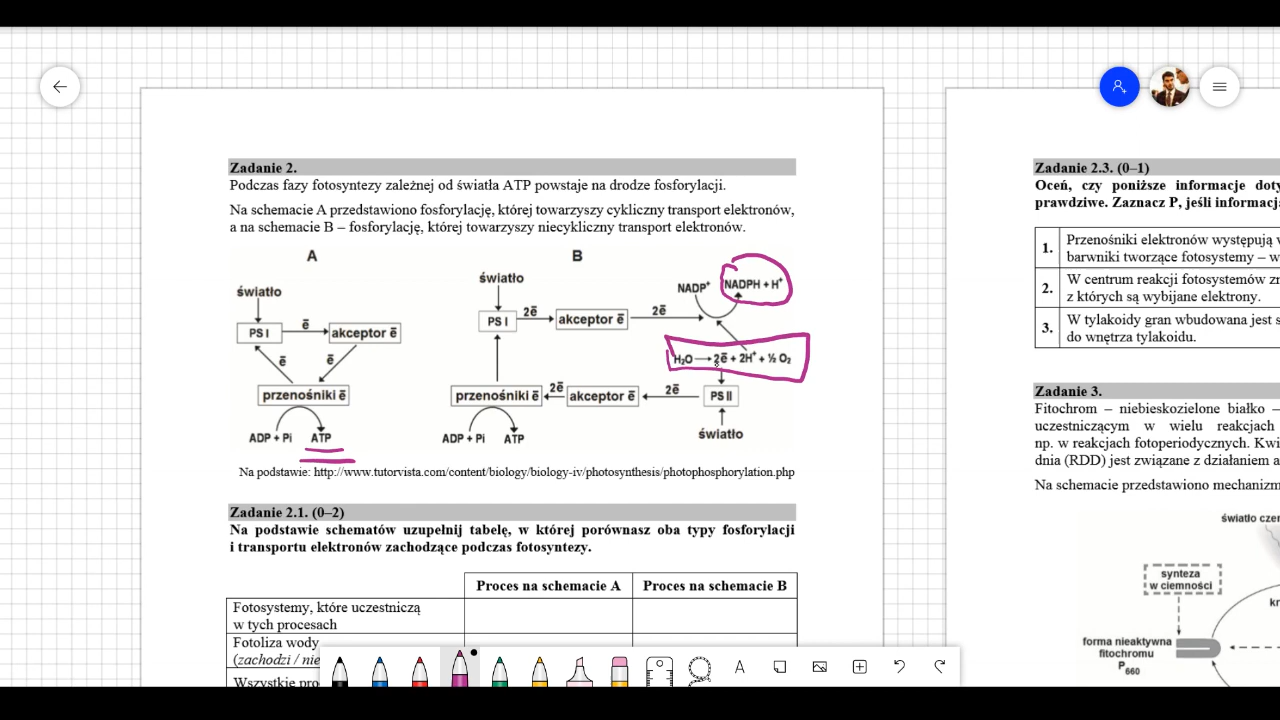 Zadanie 2.
Podczas fazy fotosyntezy zależnej od światła ATP powstaje na drodze fosforylacji.
Na schemacie A przedstawiono fosforylację, której towarzyszy cykliczny transport elektronów,
a na schemacie B – fosforylację, której towarzyszy niecykliczny transport elektronów.
A
światło
PS I
ē
akceptor ē
ē
ē
przenośniki ē
ADP + Pi
ATP
B
światło
PS I
2ē
akceptor ē
2ē
NADP⁺
NADPH + H⁺
H₂O → 2ē + 2H⁺ + ½ O₂
przenośniki ē
2ē
akceptor ē
2ē
PS II
ADP + Pi
ATP
światło
Na podstawie: http://www.tutorvista.com/content/biology/biology-iv/photosynthesis/photophosphorylation.php
Zadanie 2.1. (0–2)
Na podstawie schematów uzupełnij tabelę, w której porównasz oba typy fosforylacji
i transportu elektronów zachodzące podczas fotosyntezy.
Proces na schemacie A
Proces na schemacie B
Fotosystemy, które uczestniczą
w tych procesach
Fotoliza wody
(zachodzi / nie
Wszystkie pro
Zadanie 2.3. (0–1)
Oceń, czy poniższe informacje doty
prawdziwe. Zaznacz P, jeśli informacj
1.
Przenośniki elektronów występują w
barwniki tworzące fotosystemy – w
2.
W centrum reakcji fotosystemów zn
z których są wybijane elektrony.
3.
W tylakoidy gran wbudowana jest s
do wnętrza tylakoidu.
Zadanie 3.
Fitochrom – niebieskozielone białko –
uczestniczącym w wielu reakcjach
np. w reakcjach fotoperiodycznych. Kwi
dnia (RDD) jest związane z działaniem a
Na schemacie przedstawiono mechanizm
światło czer
synteza
w ciemności
kr
forma nieaktywna
fitochromu
P₆₆₀
A